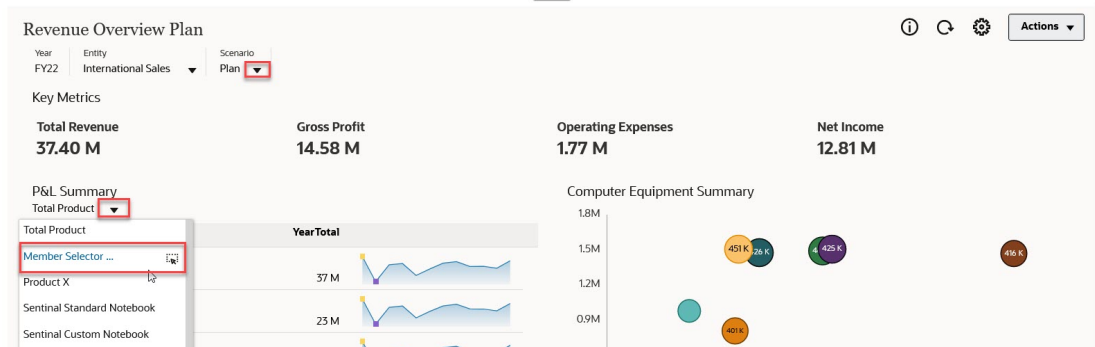 Revenue Overview Plan
Actions
Year Entity Scenario
FY22 International Sales Plan
Key Metrics
Total Revenue Gross Profit Operating Expenses Net Income
37.40 M 14.58 M 1.77 M 12.81 M
P&L Summary
Total Product
Total Product
Member Selector ...
Product X
Sentinal Standard Notebook
Sentinal Custom Notebook
YearTotal
37 M
23 M
Computer Equipment Summary
1.8M
1.5M
1.2M
0.9M
451 K
26 K
425 K
416 K
401 K